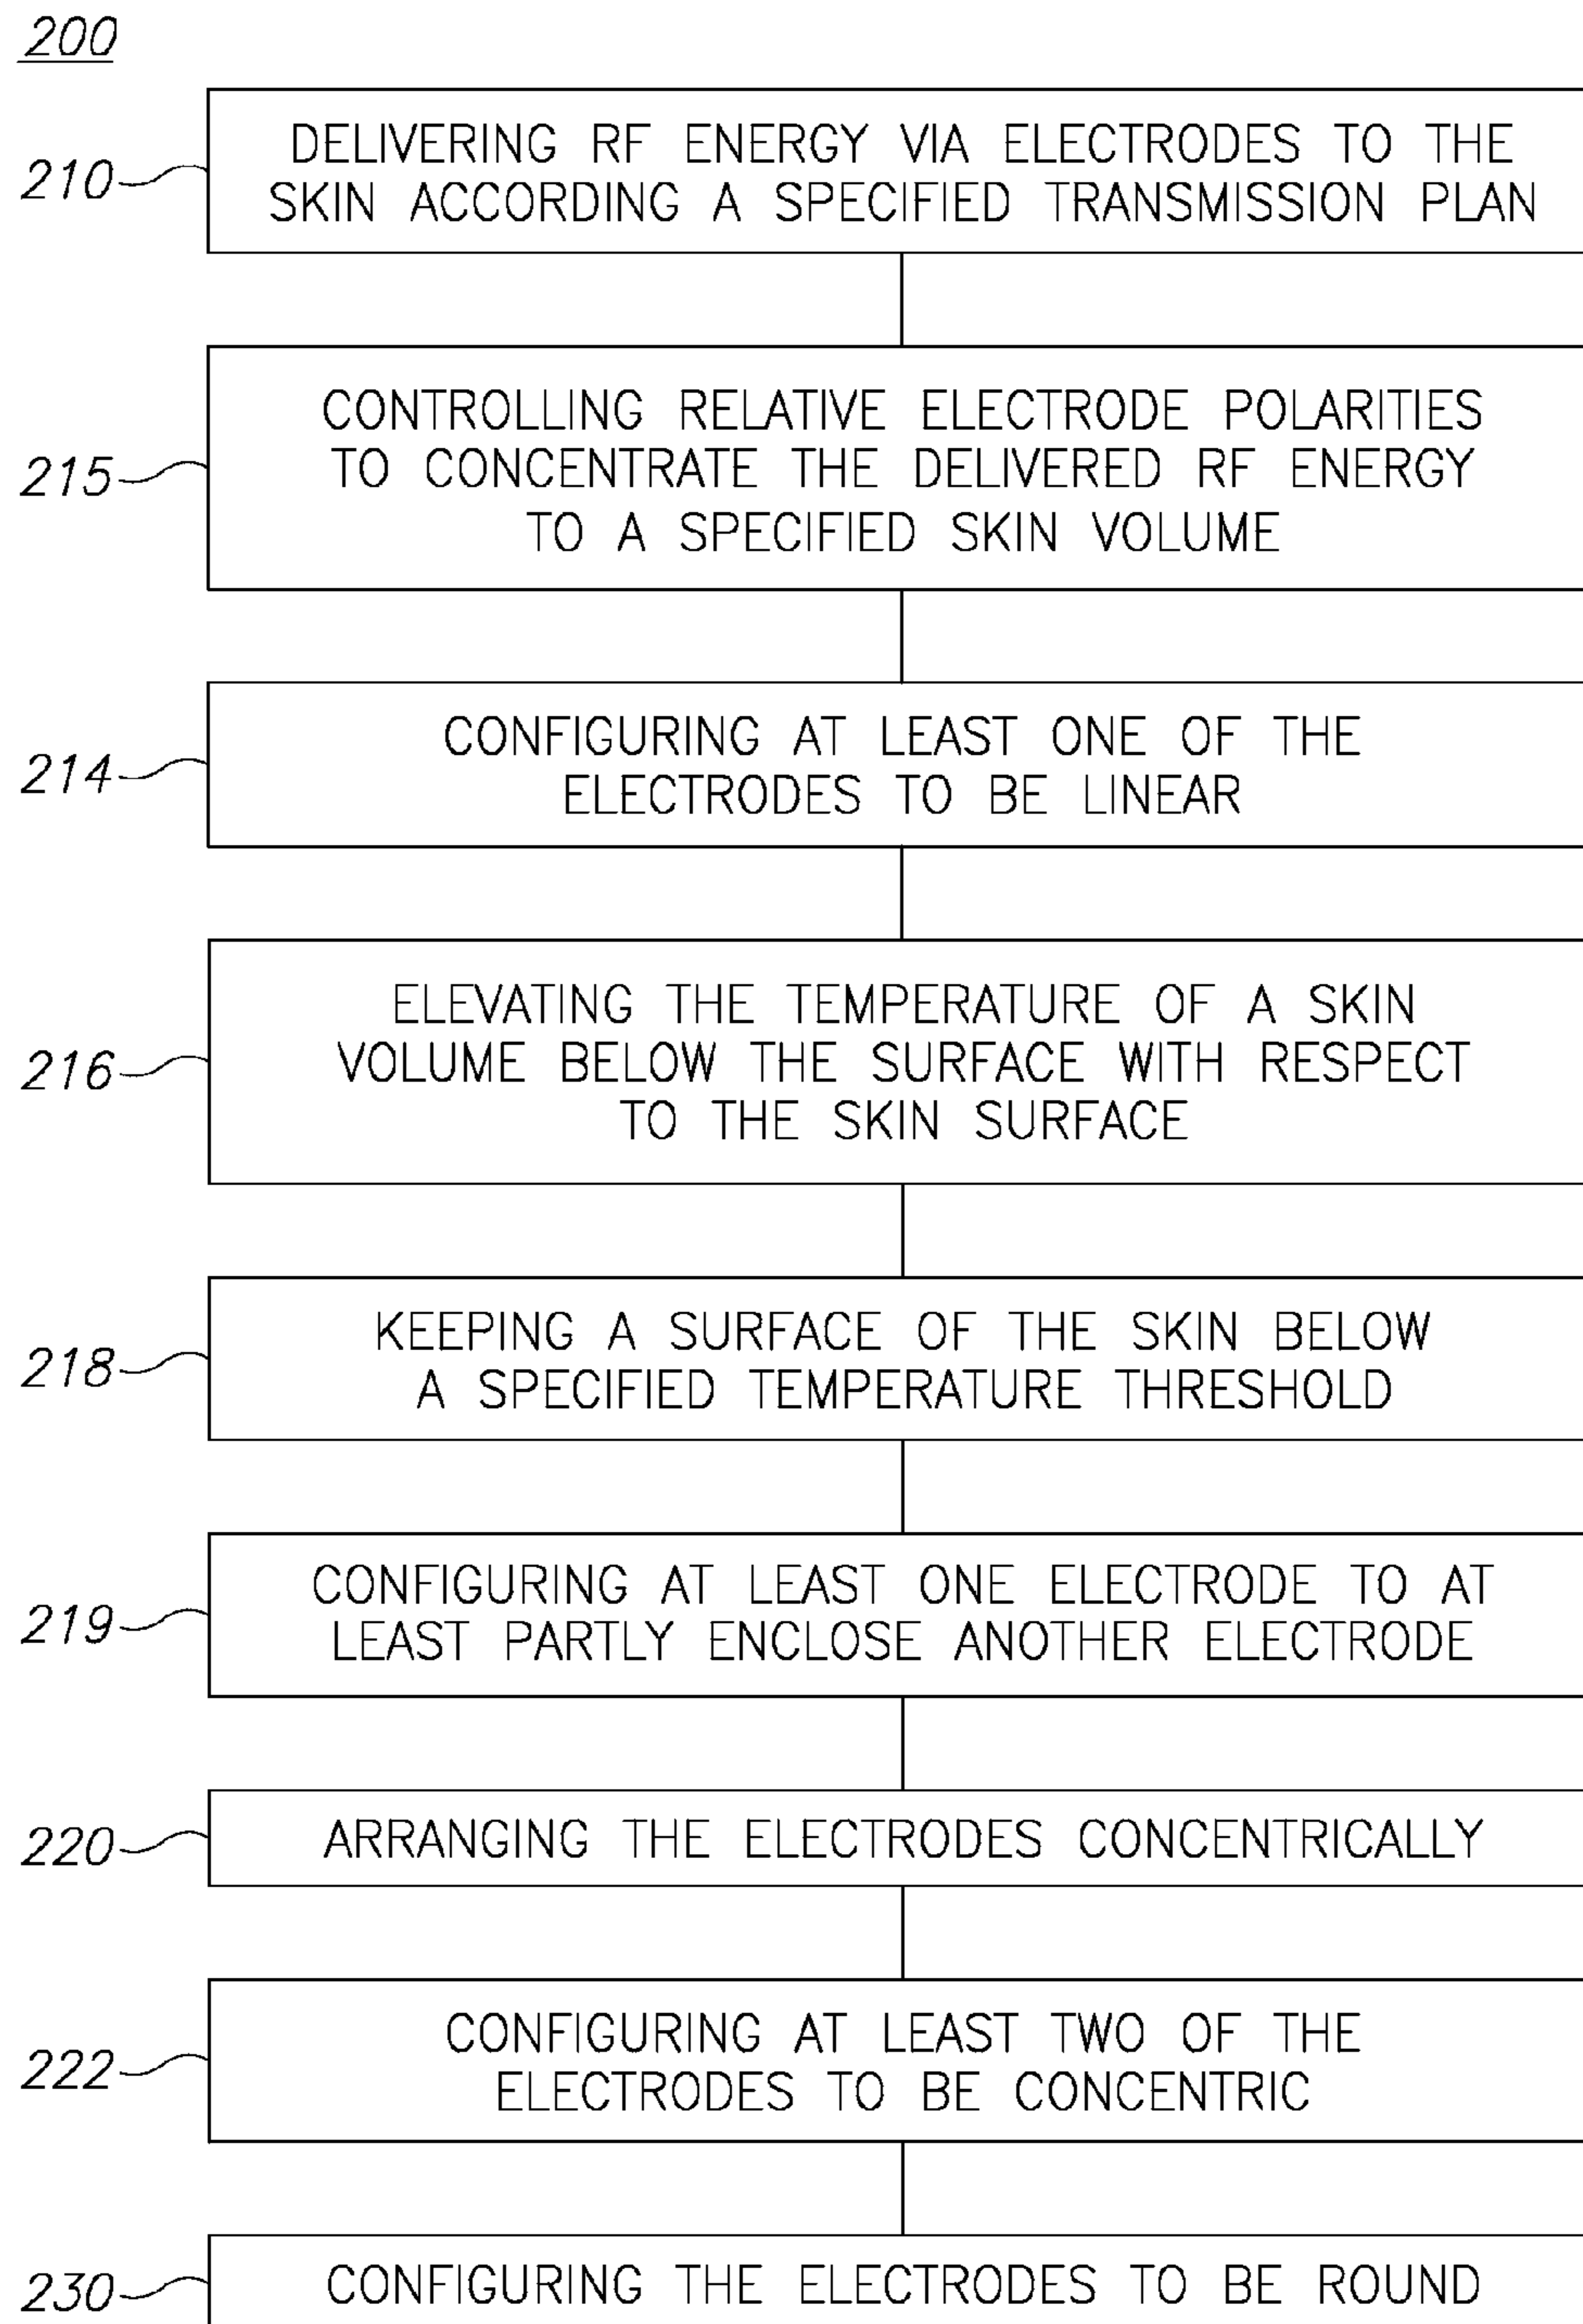 200
210
DELIVERING RF ENERGY VIA ELECTRODES TO THE
SKIN ACCORDING A SPECIFIED TRANSMISSION PLAN
215
CONTROLLING RELATIVE ELECTRODE POLARITIES
TO CONCENTRATE THE DELIVERED RF ENERGY
TO A SPECIFIED SKIN VOLUME
214
CONFIGURING AT LEAST ONE OF THE
ELECTRODES TO BE LINEAR
216
ELEVATING THE TEMPERATURE OF A SKIN
VOLUME BELOW THE SURFACE WITH RESPECT
TO THE SKIN SURFACE
218
KEEPING A SURFACE OF THE SKIN BELOW
A SPECIFIED TEMPERATURE THRESHOLD
219
CONFIGURING AT LEAST ONE ELECTRODE TO AT
LEAST PARTLY ENCLOSE ANOTHER ELECTRODE
220
ARRANGING THE ELECTRODES CONCENTRICALLY
222
CONFIGURING AT LEAST TWO OF THE
ELECTRODES TO BE CONCENTRIC
230
CONFIGURING THE ELECTRODES TO BE ROUND